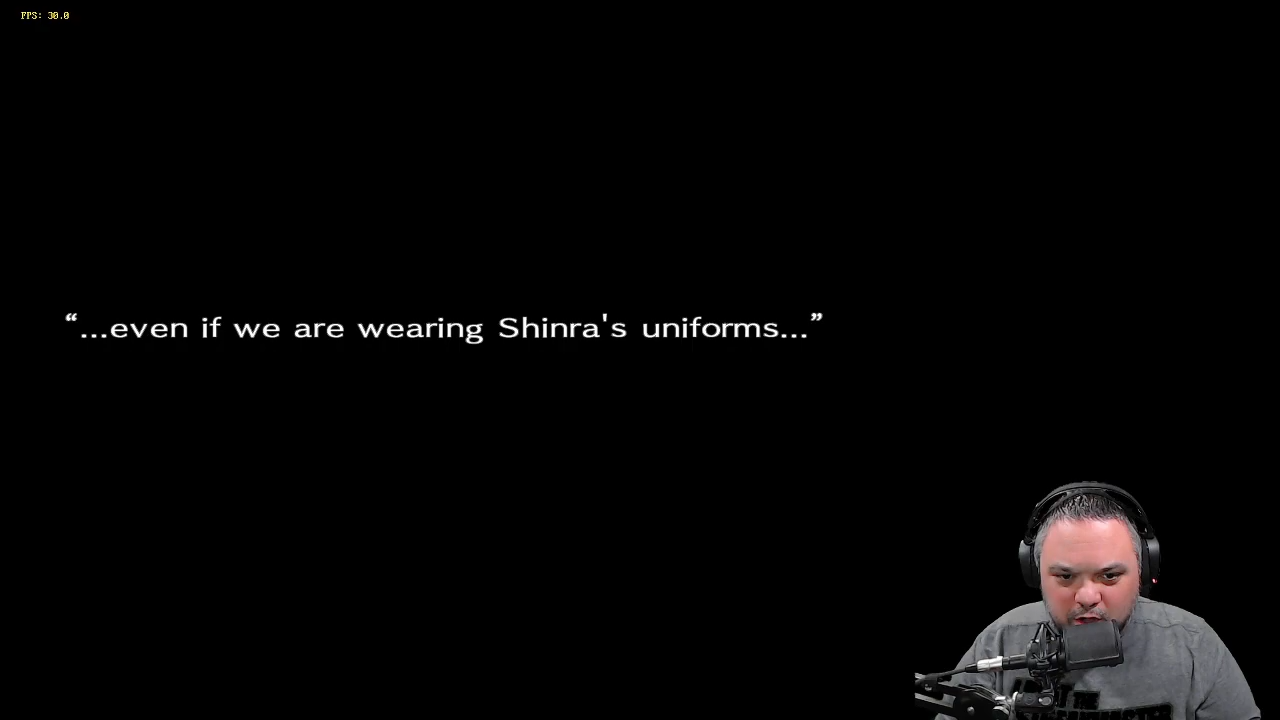 FPS: 30.0
“...even if we are wearing Shinra's uniforms...”